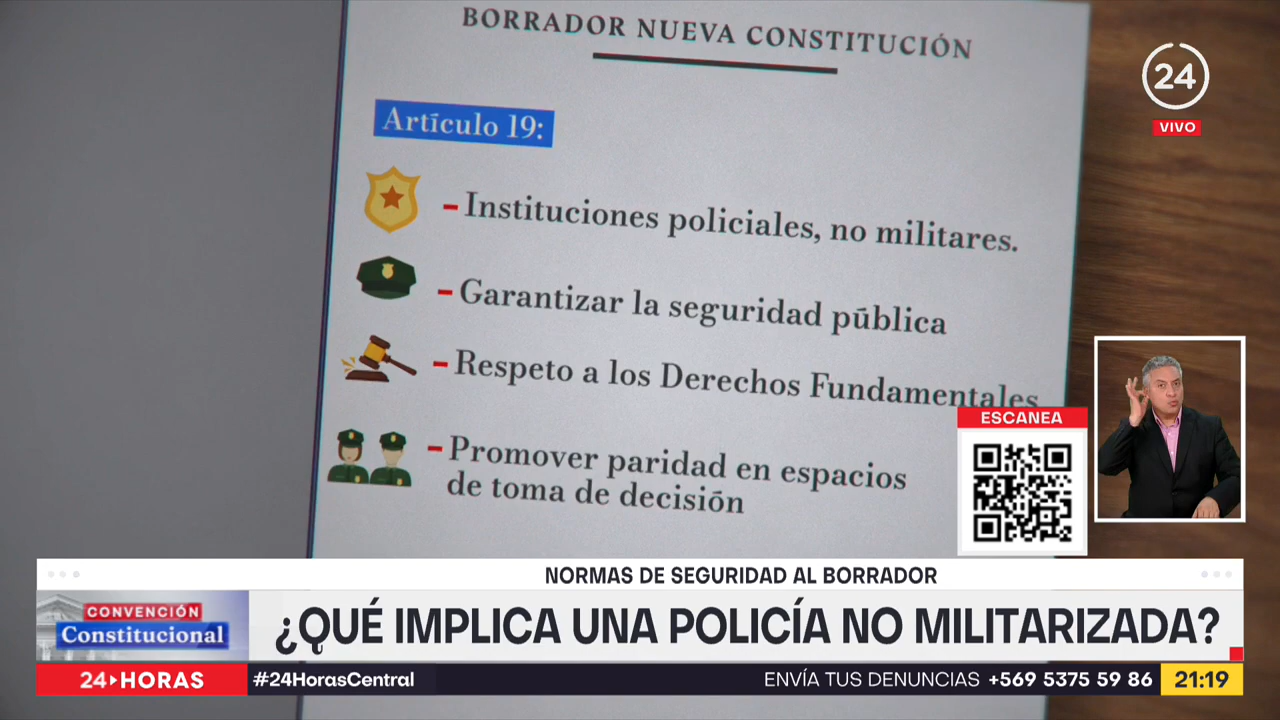 BORRADOR NUEVA CONSTITUCIÓN
24
VIVO
Artículo 19:
– Instituciones policiales, no militares.
– Garantizar la seguridad pública
– Respeto a los Derechos Fundamentales
– Promover paridad en espacios
de toma de decisión
ESCANEA
NORMAS DE SEGURIDAD AL BORRADOR
CONVENCIÓN
Constitucional
¿QUÉ IMPLICA UNA POLICÍA NO MILITARIZADA?
24 HORAS
#24HorasCentral
ENVÍA TUS DENUNCIAS +569 5375 59 86
21:19